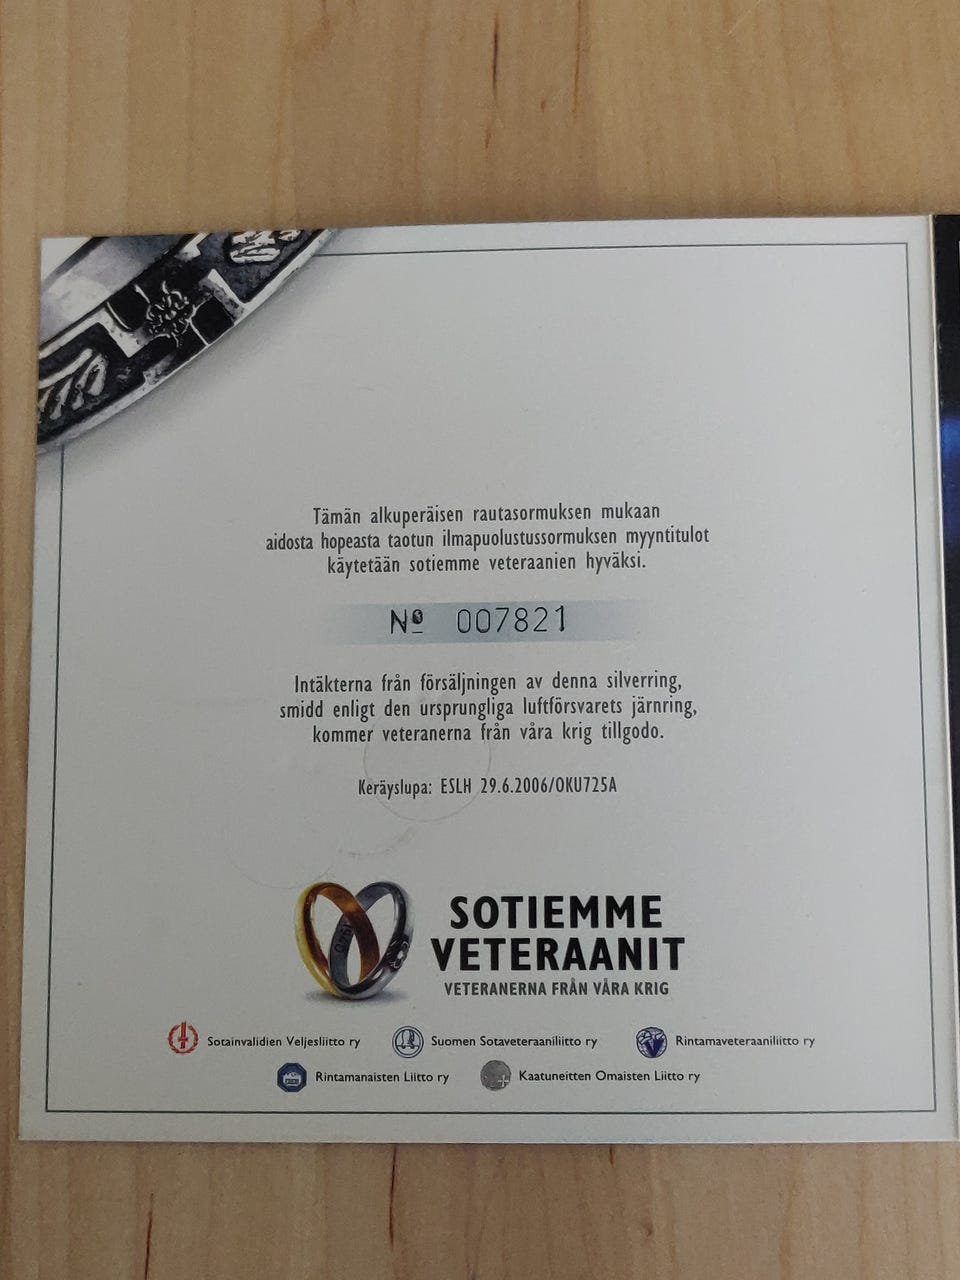 Tämän alkuperäisen rautasormuksen mukaan
aidosta hopeasta taotun ilmapuolustussormuksen myyntitulot
käytetään sotiemme veteraanien hyväksi.
Nº 007821
Intäkterna från försäljningen av denna silverring,
smidd enligt den ursprungliga luftförsvarets järnring,
kommer veteranerna från våra krig tillgodo.
Keräyslupa: ESLH 29.6.2006/OKU725A
1940
SOTIEMME
VETERAANIT
VETERANERNA FRÅN VÅRA KRIG
Sotainvalidien Veljesliitto ry
Suomen Sotaveteraaniliitto ry
Rintamaveteraaniliitto ry
Rintamanaisten Liitto ry
Kaatuneitten Omaisten Liitto ry